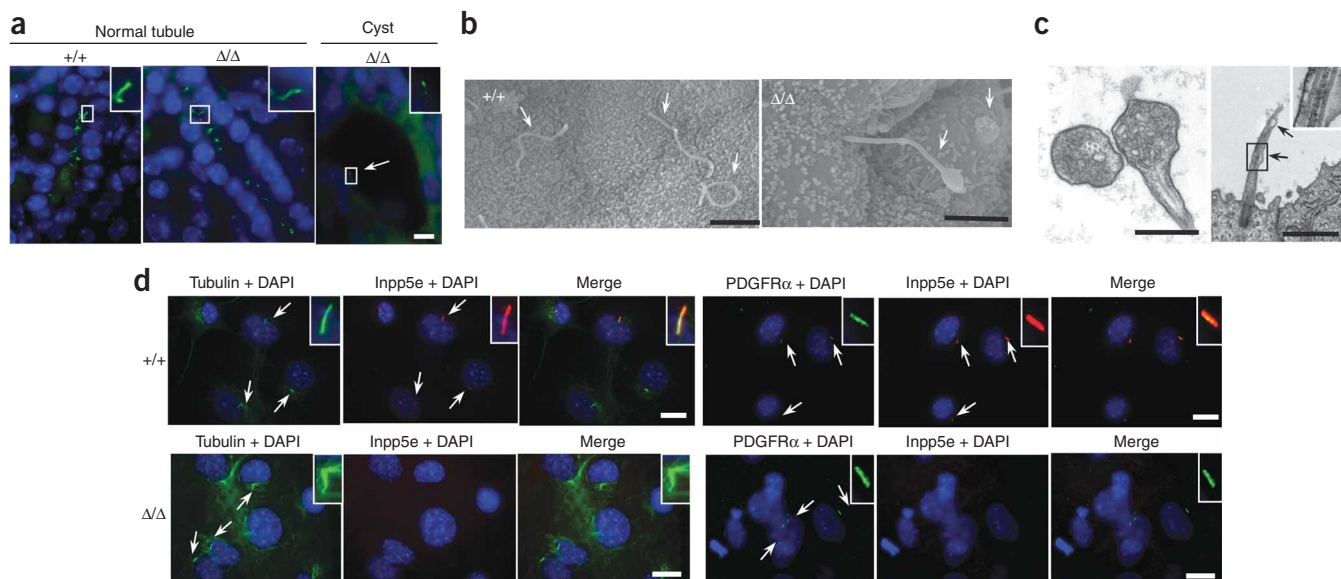 a
Normal tubule
Cyst
+/+
Δ/Δ
Δ/Δ
b
+/+
Δ/Δ
c
d
Tubulin + DAPI
Inpp5e + DAPI
Merge
PDGFRα + DAPI
Inpp5e + DAPI
Merge
+/+
Tubulin + DAPI
Inpp5e + DAPI
Merge
PDGFRα + DAPI
Inpp5e + DAPI
Merge
Δ/Δ